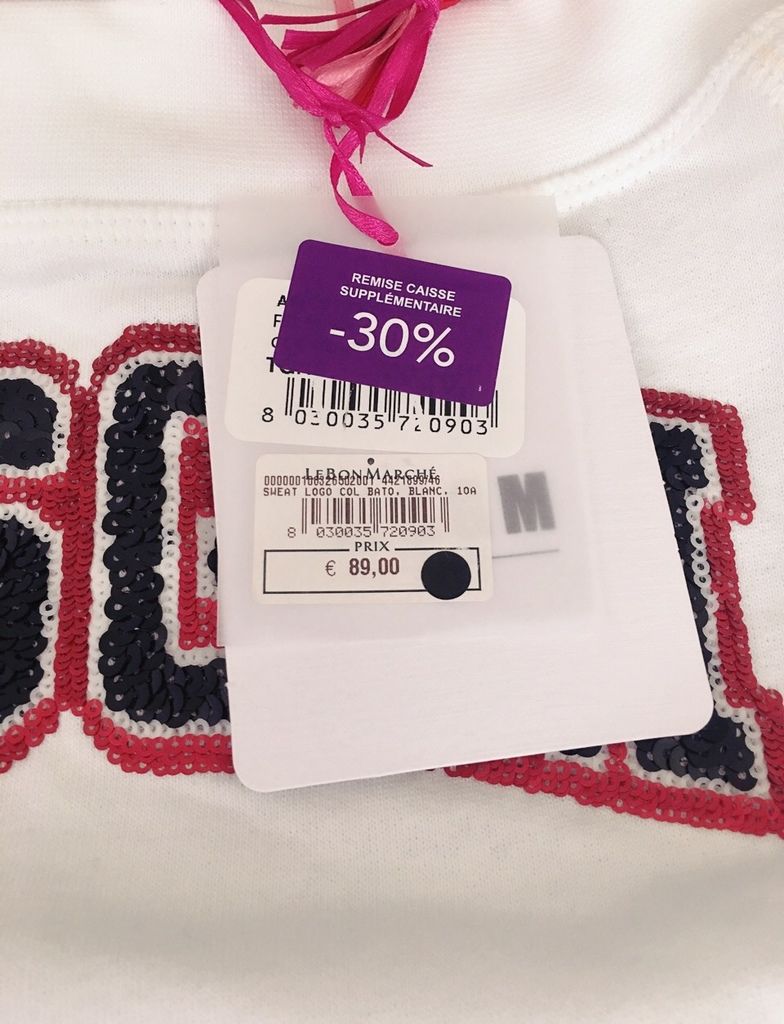 REMISE CAISSE
SUPPLÉMENTAIRE
-30%
8 030035 720903
LE BON MARCHÉ
SWEAT LOGO COL BATO, BLANC, 10A
8 030035 720903
PRIX
€ 89,00
M